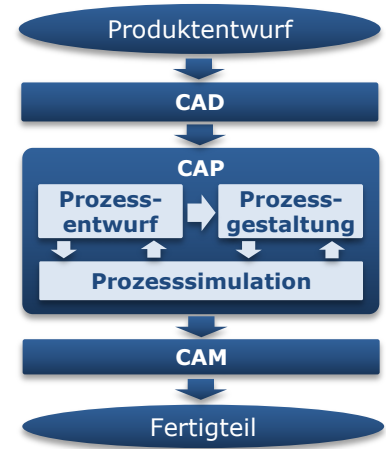 Produktentwurf
CAD
CAP
Prozess-
entwurf
Prozess-
gestaltung
Prozesssimulation
CAM
Fertigteil